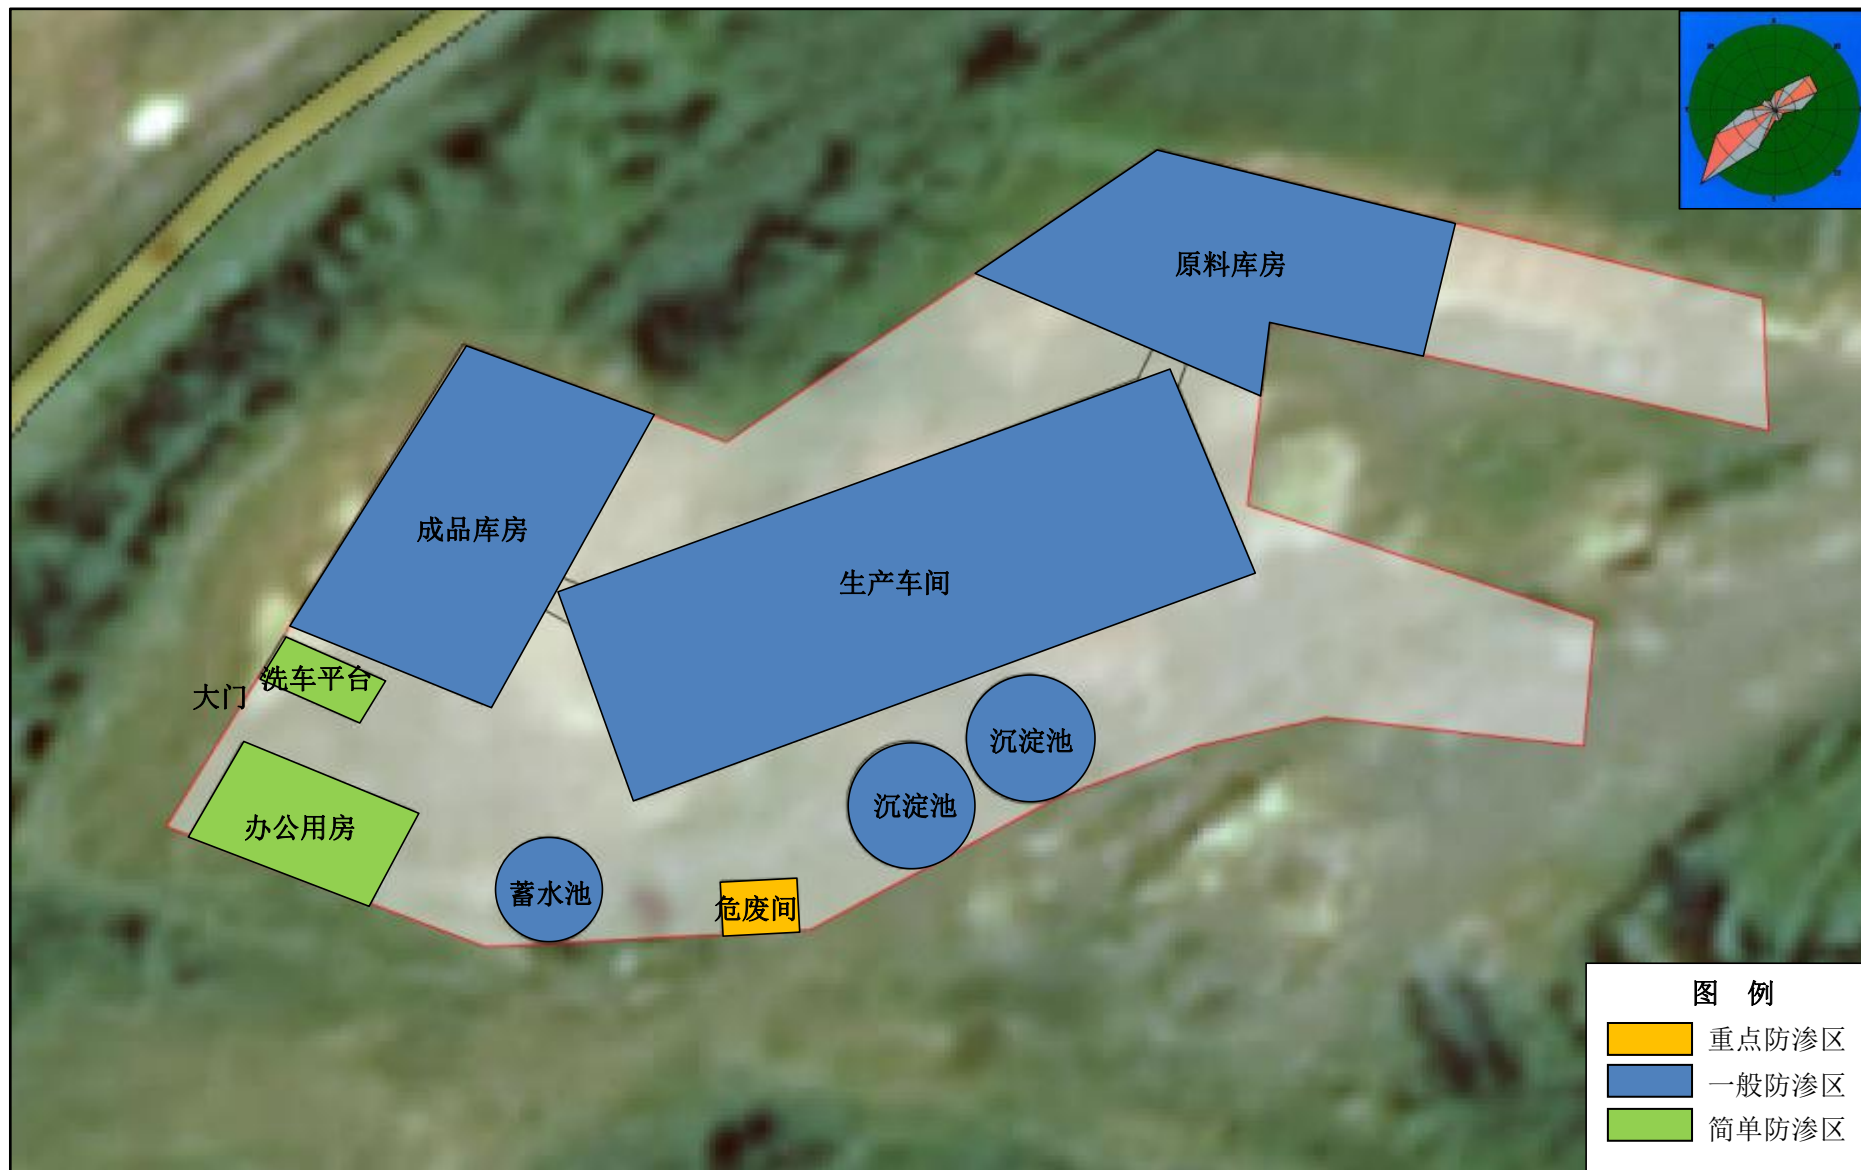 原料库房
成品库房
生产车间
洗车平台
大门
沉淀池
沉淀池
办公用房
蓄水池
危废间
图 例
重点防渗区
一般防渗区
简单防渗区